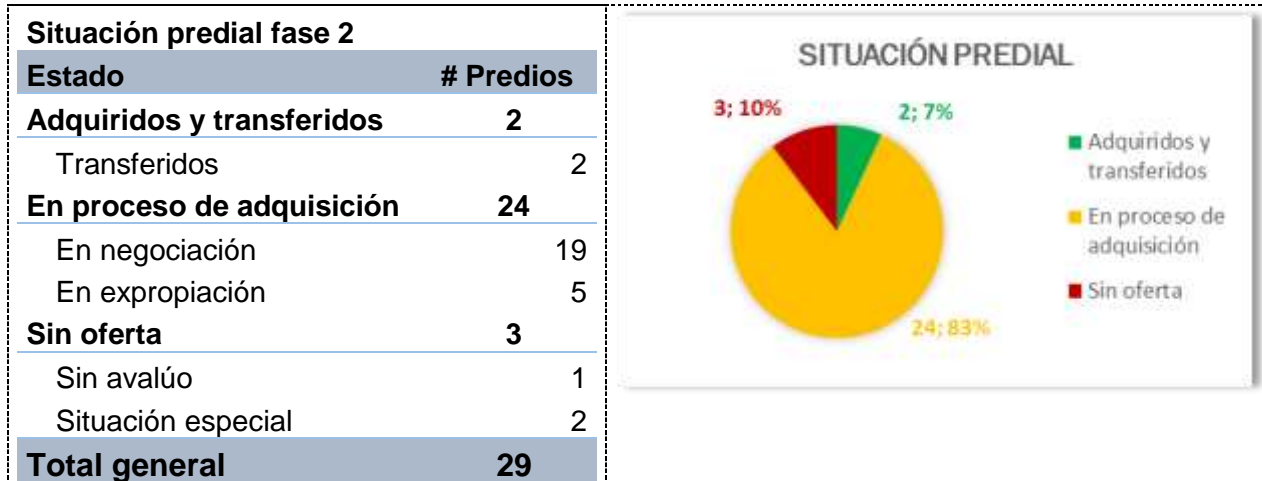 Situación predial fase 2
Estado # Predios
Adquiridos y transferidos 2
Transferidos 2
En proceso de adquisición 24
En negociación 19
En expropiación 5
Sin oferta 3
Sin avalúo 1
Situación especial 2
Total general 29
SITUACIÓN PREDIAL
3; 10%
2; 7%
24; 83%
Adquiridos y
transferidos
En proceso de
adquisición
Sin oferta